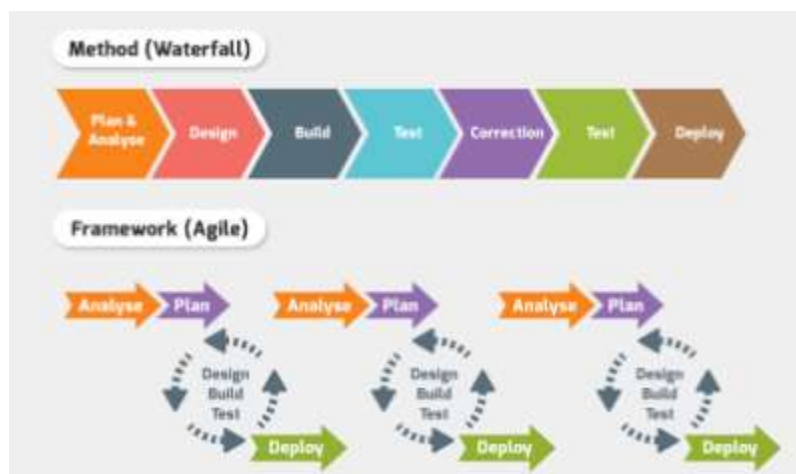 Method (Waterfall)
Plan &
Analyse
Design
Build
Test
Correction
Test
Deploy
Framework (Agile)
Analyse
Plan
Analyse
Plan
Analyse
Plan
Design
Build
Test
Design
Build
Test
Design
Build
Test
Deploy
Deploy
Deploy